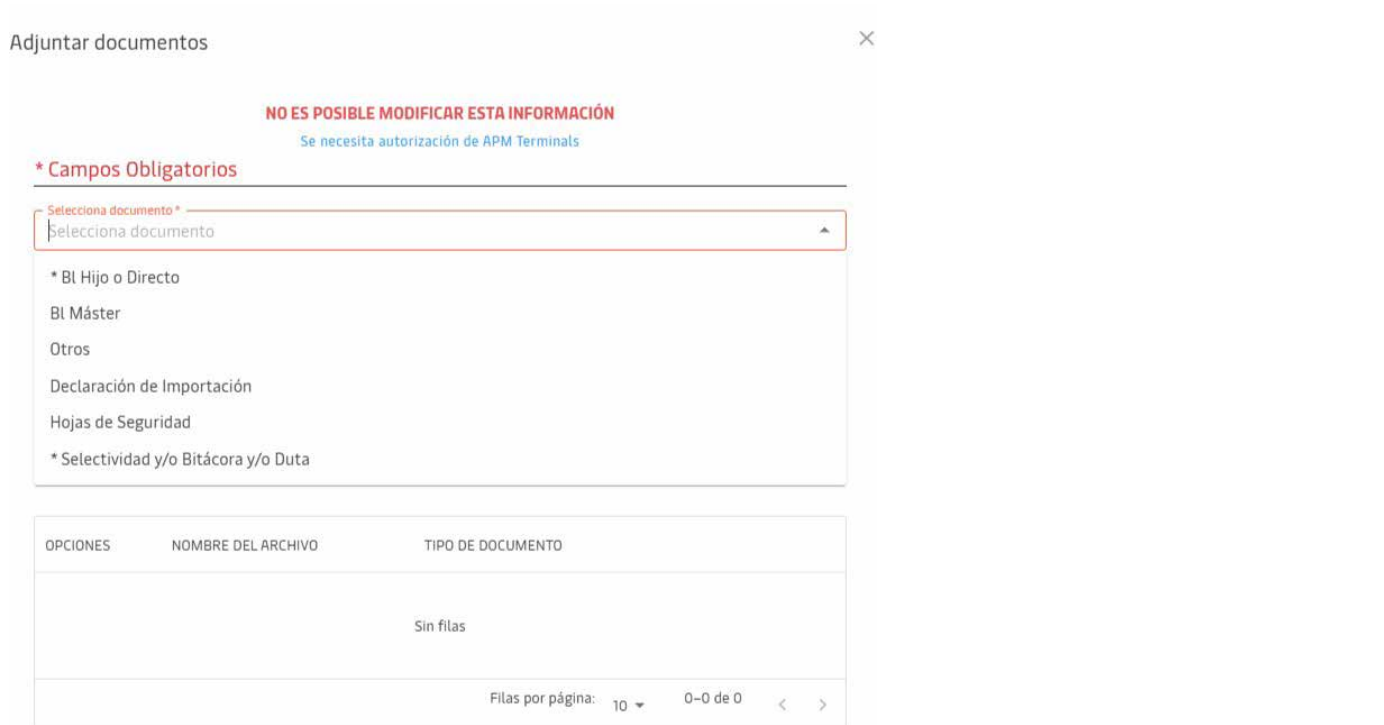 Adjuntar documentos
NO ES POSIBLE MODIFICAR ESTA INFORMACIÓN
Se necesita autorización de APM Terminals
* Campos Obligatorios
Selecciona documento *
Selecciona documento
* Bl Hijo o Directo
Bl Máster
Otros
Declaración de Importación
Hojas de Seguridad
* Selectividad y/o Bitácora y/o Duta
OPCIONES NOMBRE DEL ARCHIVO TIPO DE DOCUMENTO
Sin filas
Filas por página: 10 0–0 de 0